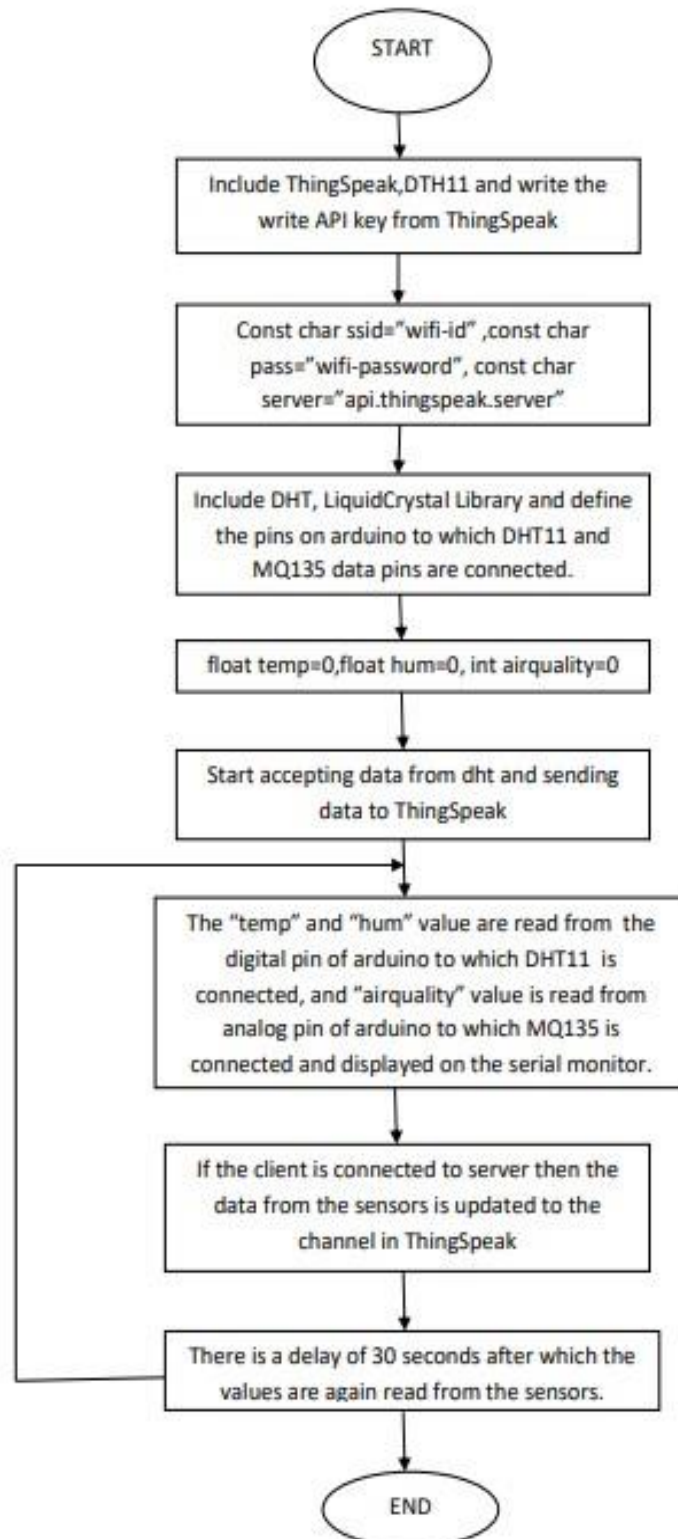 START
Include ThingSpeak,DTH11 and write the
write API key from ThingSpeak
Const char ssid=”wifi-id” ,const char
pass=”wifi-password”, const char
server=”api.thingspeak.server”
Include DHT, LiquidCrystal Library and define
the pins on arduino to which DHT11 and
MQ135 data pins are connected.
float temp=0,float hum=0, int airquality=0
Start accepting data from dht and sending
data to ThingSpeak
The “temp” and “hum” value are read from the
digital pin of arduino to which DHT11 is
connected, and “airquality” value is read from
analog pin of arduino to which MQ135 is
connected and displayed on the serial monitor.
If the client is connected to server then the
data from the sensors is updated to the
channel in ThingSpeak
There is a delay of 30 seconds after which the
values are again read from the sensors.
END